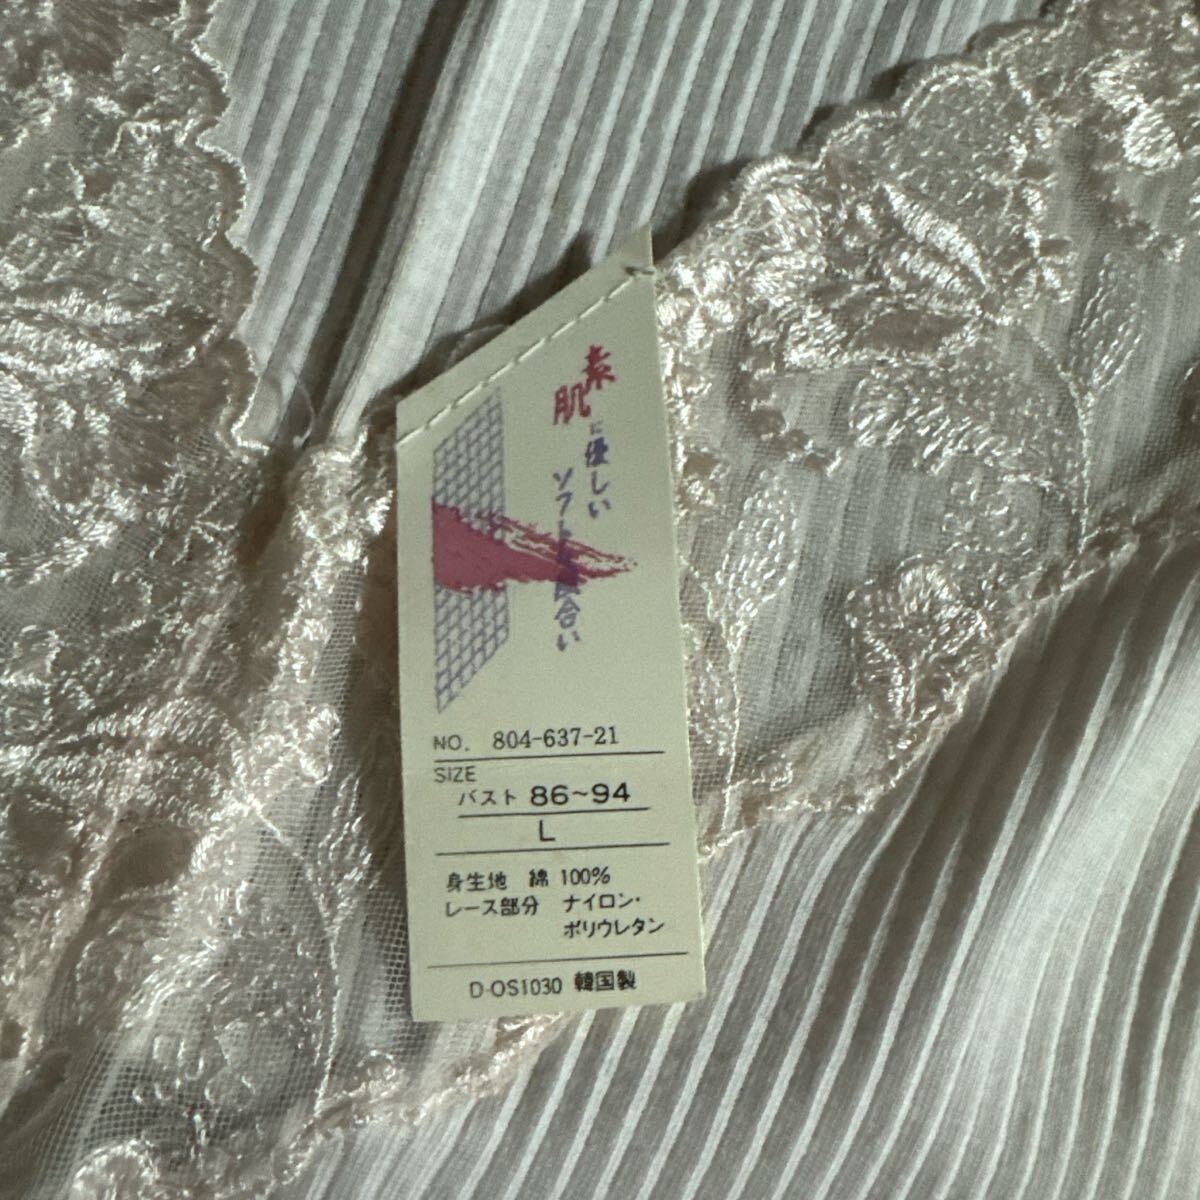 素肌に優しい
ソフトな風合い
NO. 804-637-21
SIZE
バスト 86~94
L
身生地 綿 100%
レース部分 ナイロン・
ポリウレタン
D-OS1030 韓国製